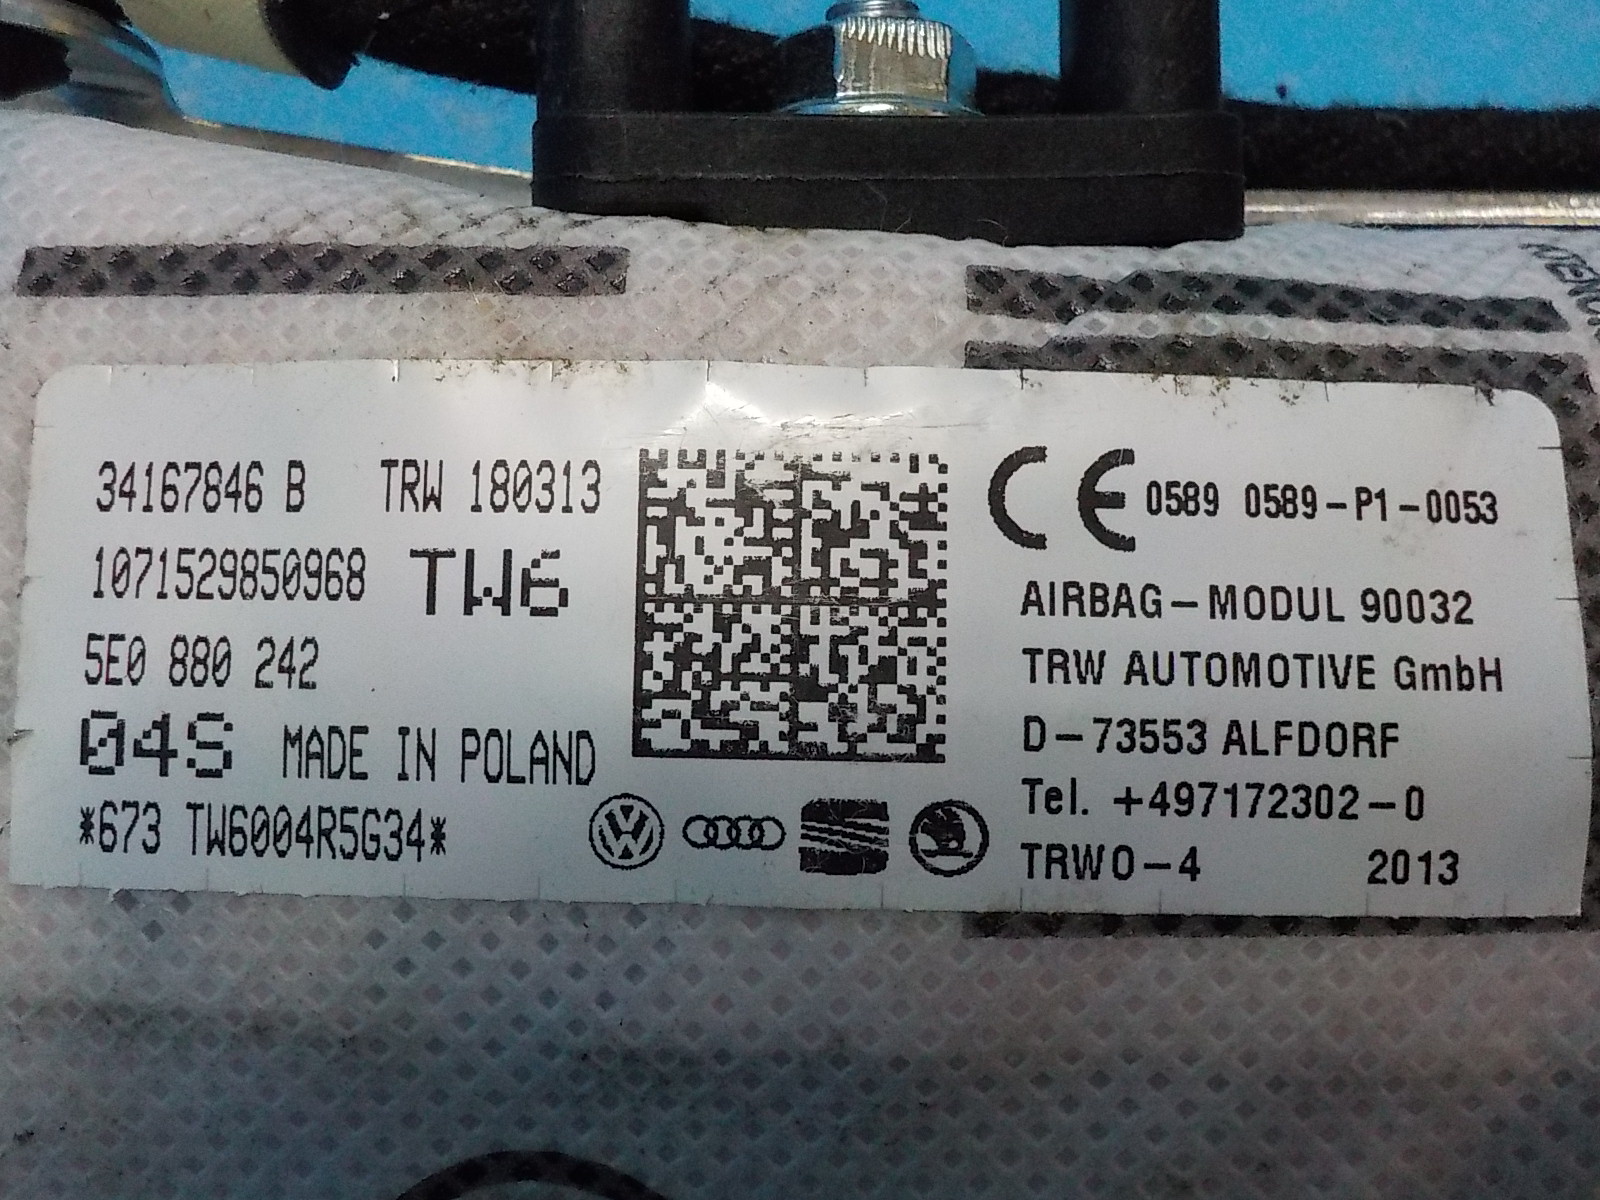 34167846 B TRW 180313
1071529850968 TW6
5E0 880 242
04S MADE IN POLAND
*673 TW6004R5G34*
CE 0589 0589-P1-0053
AIRBAG-MODUL 90032
TRW AUTOMOTIVE GmbH
D-73553 ALFDORF
Tel. +497172302-0
TRWO-4 2013